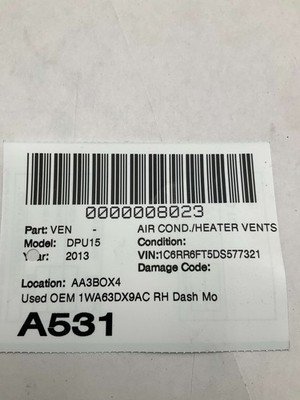 0000008023
Part: VEN - AIR COND./HEATER VENTS
Model: DPU15 Condition:
Year: 2013 VIN:1C6RR6FT5DS577321
Damage Code:
Location: AA3BOX4
Used OEM 1WA63DX9AC RH Dash Mo
A531